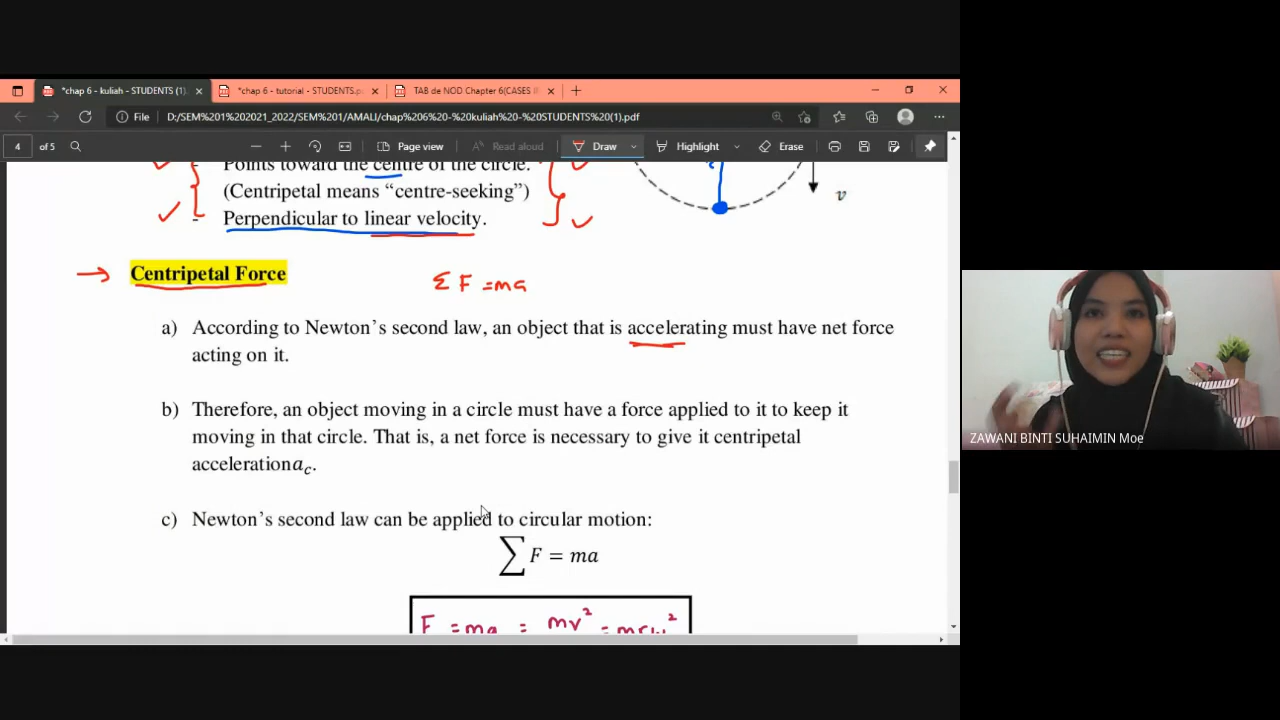 *chap 6 - kuliah - STUDENTS (1).
*chap 6 - tutorial - STUDENTS.p
TAB de NOD Chapter 6(CASES I
File
D:/SEM%201%202021_2022/SEM%201/AMALI/chap%206%20-%20kuliah%20-%20STUDENTS%20(1).pdf
4 of 5
Page view
Read aloud
Draw
Highlight
Erase
- Points toward the centre of the circle.
(Centripetal means “centre-seeking”)
- Perpendicular to linear velocity.
v
→ Centripetal Force
Σ F = ma
a) According to Newton’s second law, an object that is accelerating must have net force
acting on it.
b) Therefore, an object moving in a circle must have a force applied to it to keep it
moving in that circle. That is, a net force is necessary to give it centripetal
accelerationa_c.
c) Newton’s second law can be applied to circular motion:
∑ F = ma
F = ma = mv² = mrω²
ZAWANI BINTI SUHAIMIN Moe